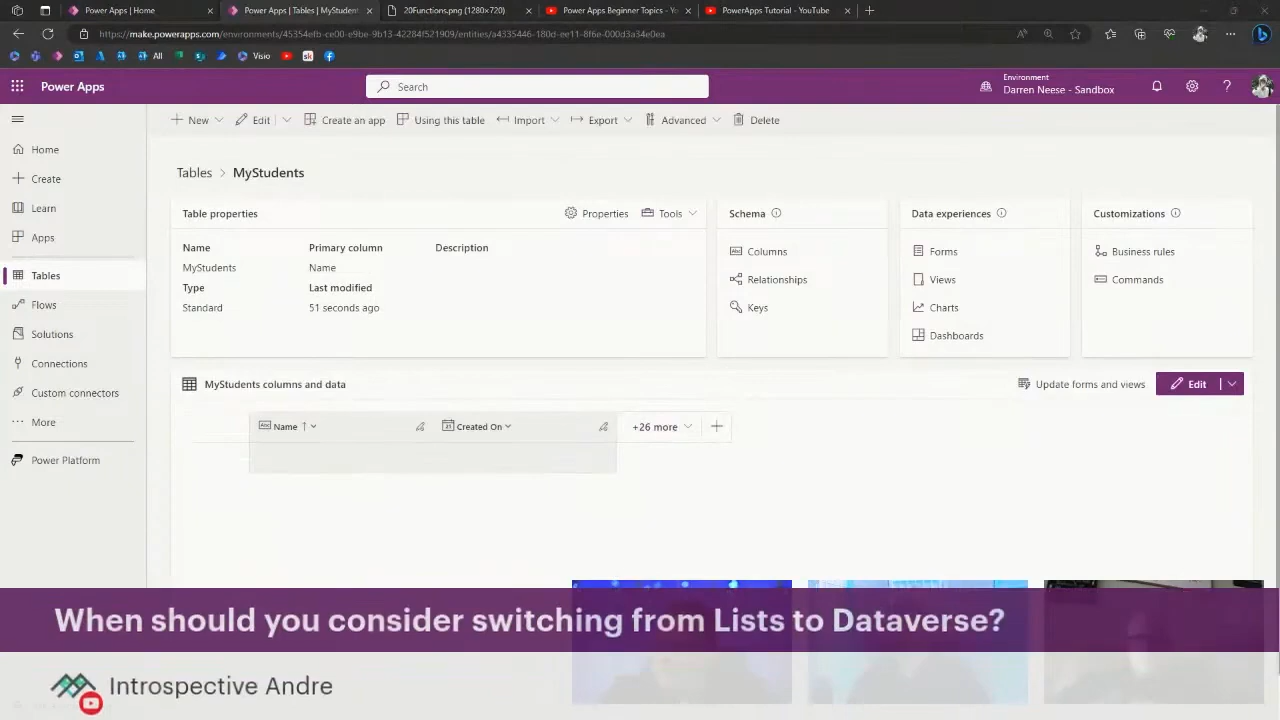 Power Apps | Home
Power Apps | Tables | MyStudent
20Functions.png (1280×720)
Power Apps Beginner Topics - Yo
PowerApps Tutorial - YouTube
https://make.powerapps.com/environments/45354efb-ce00-e9be-9b13-42284f521909/entities/a4335446-180d-ee11-8f6e-000d3a34e0ea
All
Visio
Power Apps
Search
Environment
Darren Neese - Sandbox
New
Edit
Create an app
Using this table
Import
Export
Advanced
Delete
Home
Create
Learn
Apps
Tables
Flows
Solutions
Connections
Custom connectors
More
Power Platform
Tables > MyStudents
Table properties
Properties
Tools
Name
Primary column
Description
MyStudents
Name
Type
Last modified
Standard
51 seconds ago
Schema
Columns
Relationships
Keys
Data experiences
Forms
Views
Charts
Dashboards
Customizations
Business rules
Commands
MyStudents columns and data
Update forms and views
Edit
Name
Created On
+26 more
When should you consider switching from Lists to Dataverse?
Introspective Andre